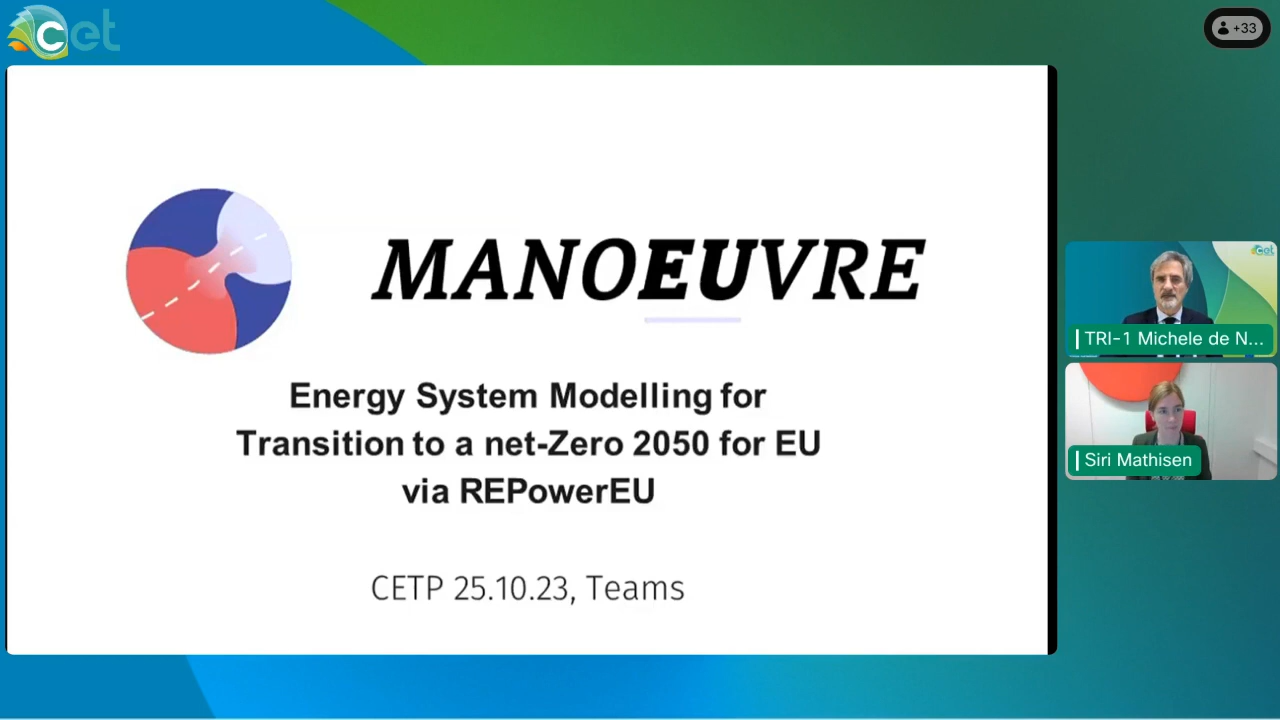 cet
+33
MANOEUVRE
Energy System Modelling for
Transition to a net-Zero 2050 for EU
via REPowerEU
CETP 25.10.23, Teams
cet
TRI-1 Michele de N...
Siri Mathisen